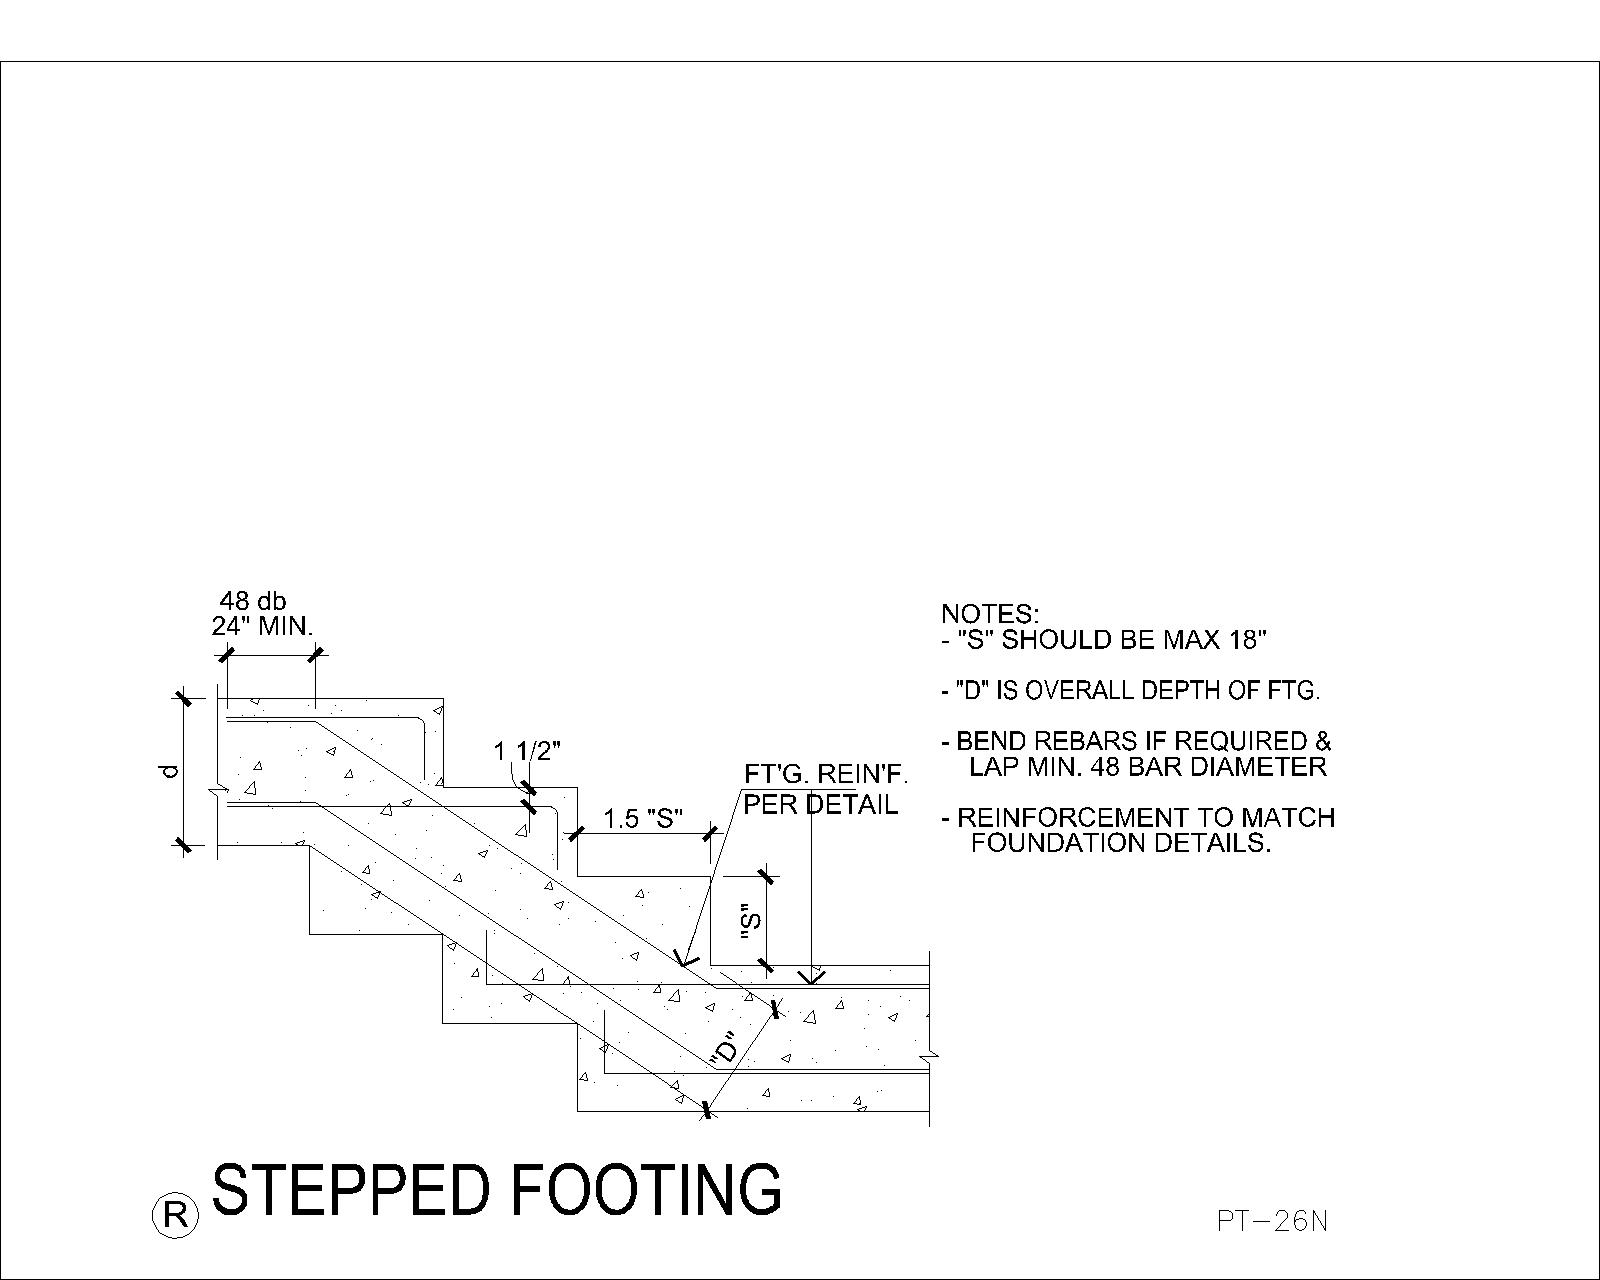 48 db
24" MIN.
d
1 1/2"
1.5 "S"
FT'G. REIN'F.
PER DETAIL
"S"
"D"
NOTES:
- "S" SHOULD BE MAX 18"
- "D" IS OVERALL DEPTH OF FTG.
- BEND REBARS IF REQUIRED &
LAP MIN. 48 BAR DIAMETER
- REINFORCEMENT TO MATCH
FOUNDATION DETAILS.
R STEPPED FOOTING
PT-26N